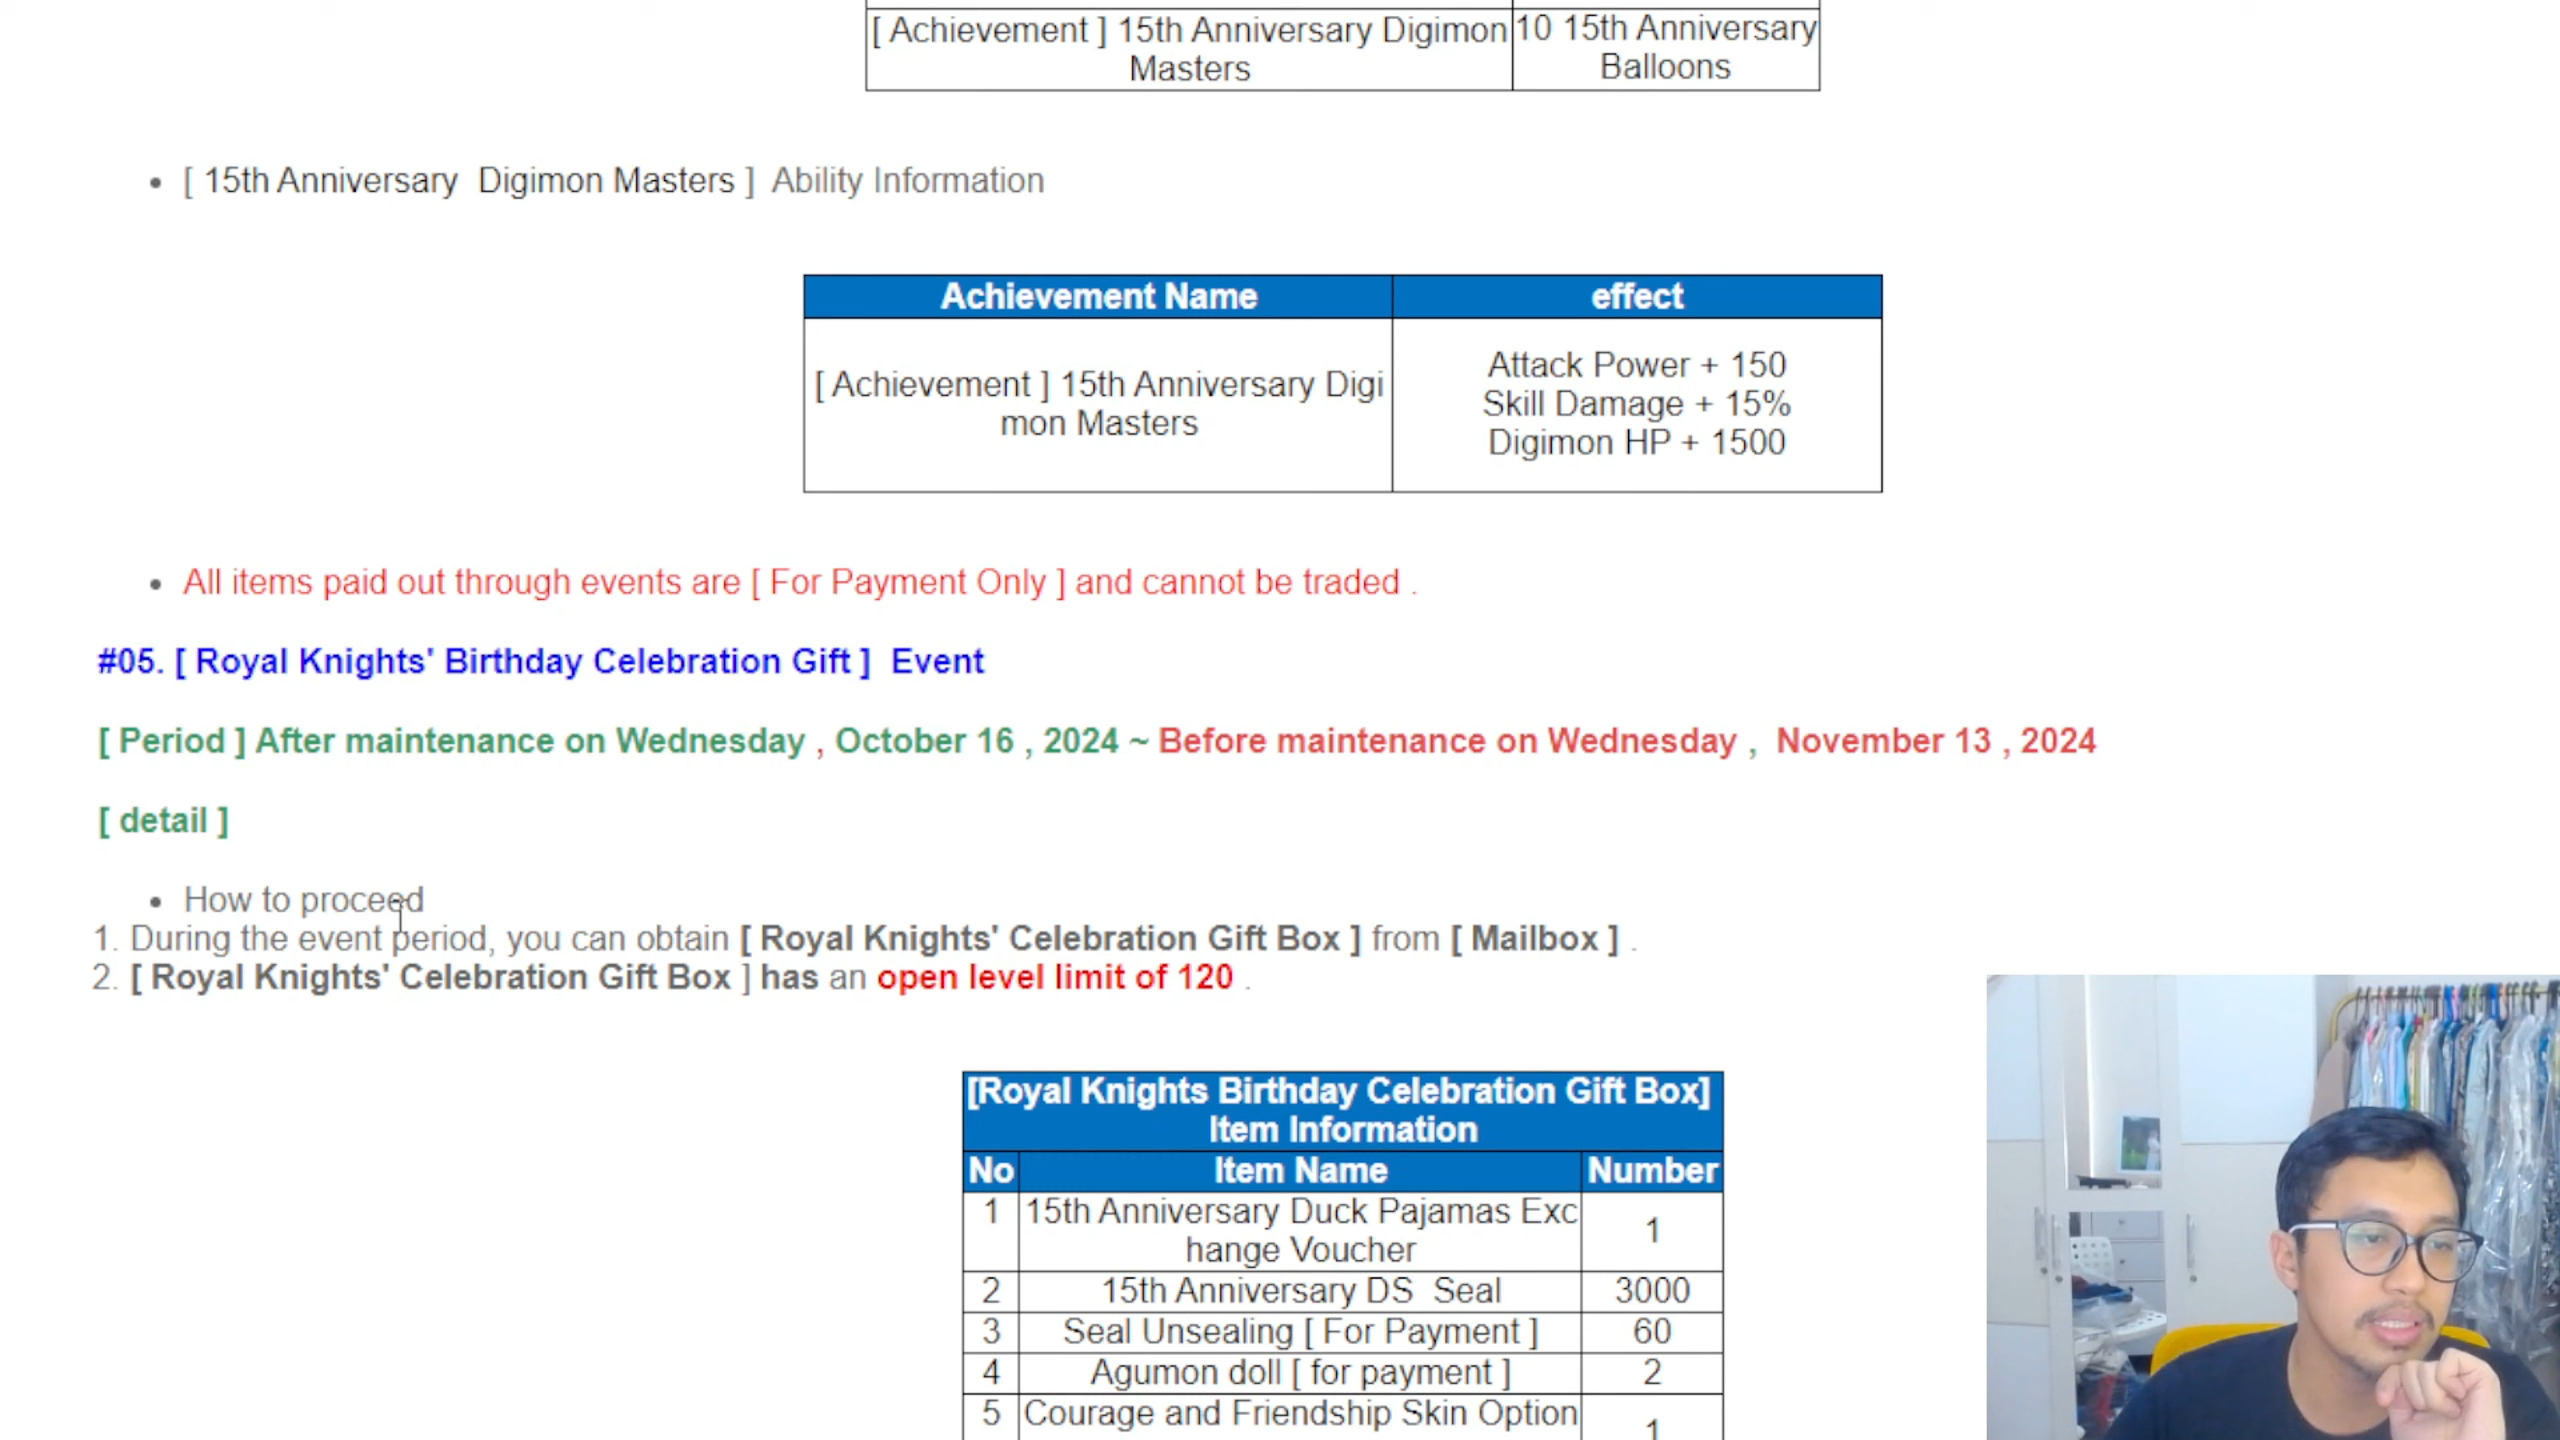 [ Achievement ] 15th Anniversary Digimon
Masters
10 15th Anniversary
Balloons
• [ 15th Anniversary Digimon Masters ] Ability Information
Achievement Name
effect
[ Achievement ] 15th Anniversary Digi
mon Masters
Attack Power + 150
Skill Damage + 15%
Digimon HP + 1500
• All items paid out through events are [ For Payment Only ] and cannot be traded .
#05. [ Royal Knights' Birthday Celebration Gift ] Event
[ Period ] After maintenance on Wednesday , October 16 , 2024 ~ Before maintenance on Wednesday , November 13 , 2024
[ detail ]
• How to proceed
1. During the event period, you can obtain [ Royal Knights' Celebration Gift Box ] from [ Mailbox ] .
2. [ Royal Knights' Celebration Gift Box ] has an open level limit of 120 .
[Royal Knights Birthday Celebration Gift Box]
Item Information
No Item Name Number
1 15th Anniversary Duck Pajamas Exc
hange Voucher
1
2 15th Anniversary DS Seal 3000
3 Seal Unsealing [ For Payment ] 60
4 Agumon doll [ for payment ] 2
5 Courage and Friendship Skin Option
1